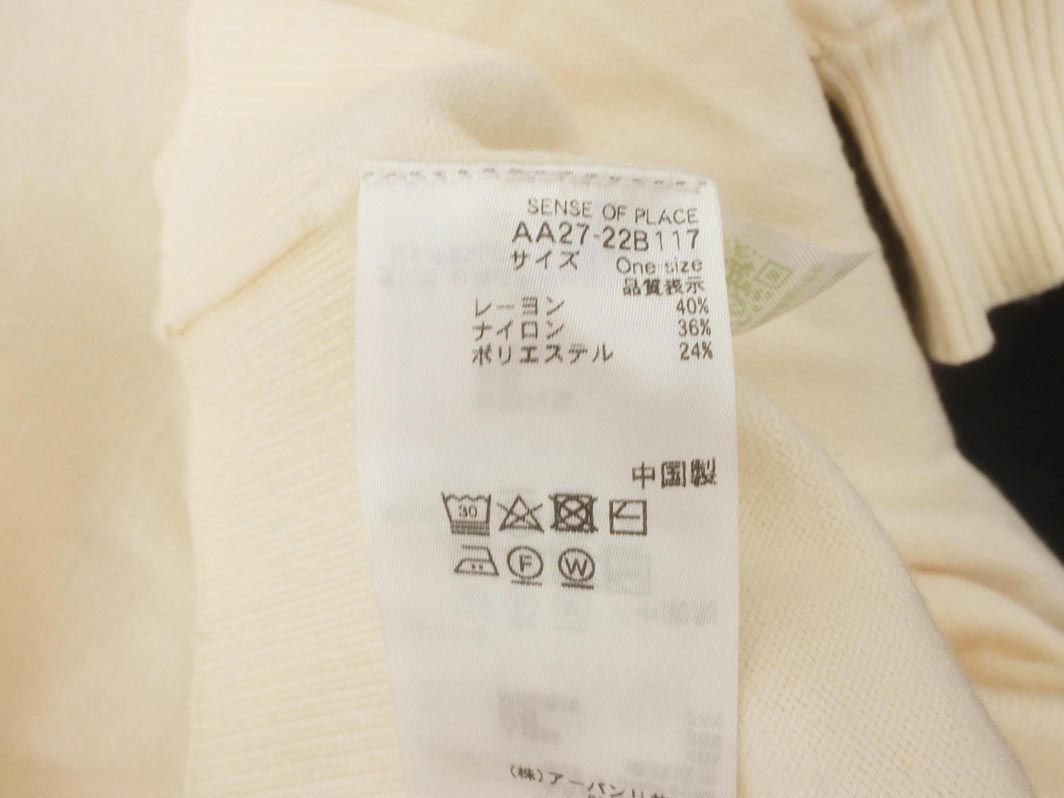 SENSE OF PLACE
AA27-22B117
サイズ One size
品質表示
レーヨン 40%
ナイロン 36%
ポリエステル 24%
中国製
30
F W
(株)アーバンリサ